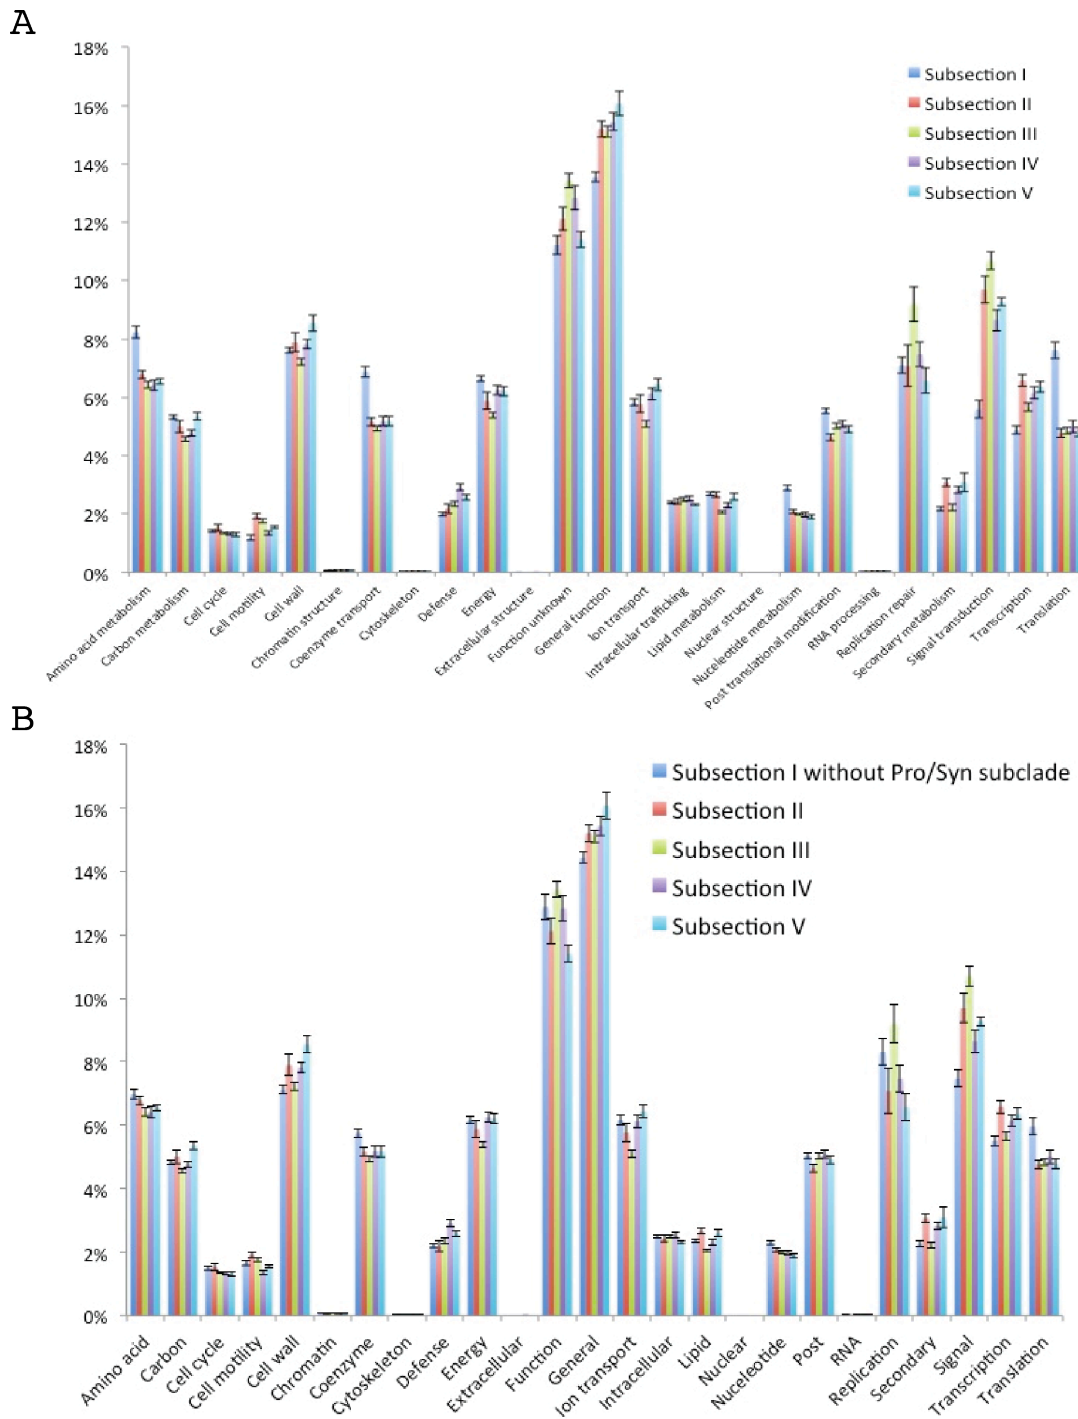 A
18%
16%
14%
12%
10%
8%
6%
4%
2%
0%
Subsection I
Subsection II
Subsection III
Subsection IV
Subsection V
Amino acid metabolism
Carbon metabolism
Cell cycle
Cell motility
Cell wall
Chromatin structure
Coenzyme transport
Cytoskeleton
Defense
Energy
Extracellular structure
Function unknown
General function
Ion transport
Intracellular trafficking
Lipid metabolism
Nuclear structure
Nuceleotide metabolism
Post translational modification
RNA processing
Replication repair
Secondary metabolism
Signal transduction
Transcription
Translation
B
18%
16%
14%
12%
10%
8%
6%
4%
2%
0%
Subsection I without Pro/Syn subclade
Subsection II
Subsection III
Subsection IV
Subsection V
Amino acid
Carbon
Cell cycle
Cell motility
Cell wall
Chromatin
Coenzyme
Cytoskeleton
Defense
Energy
Extracellular
Function
General
Ion transport
Intracellular
Lipid
Nuclear
Nuceleotide
Post
RNA
Replication
Secondary
Signal
Transcription
Translation